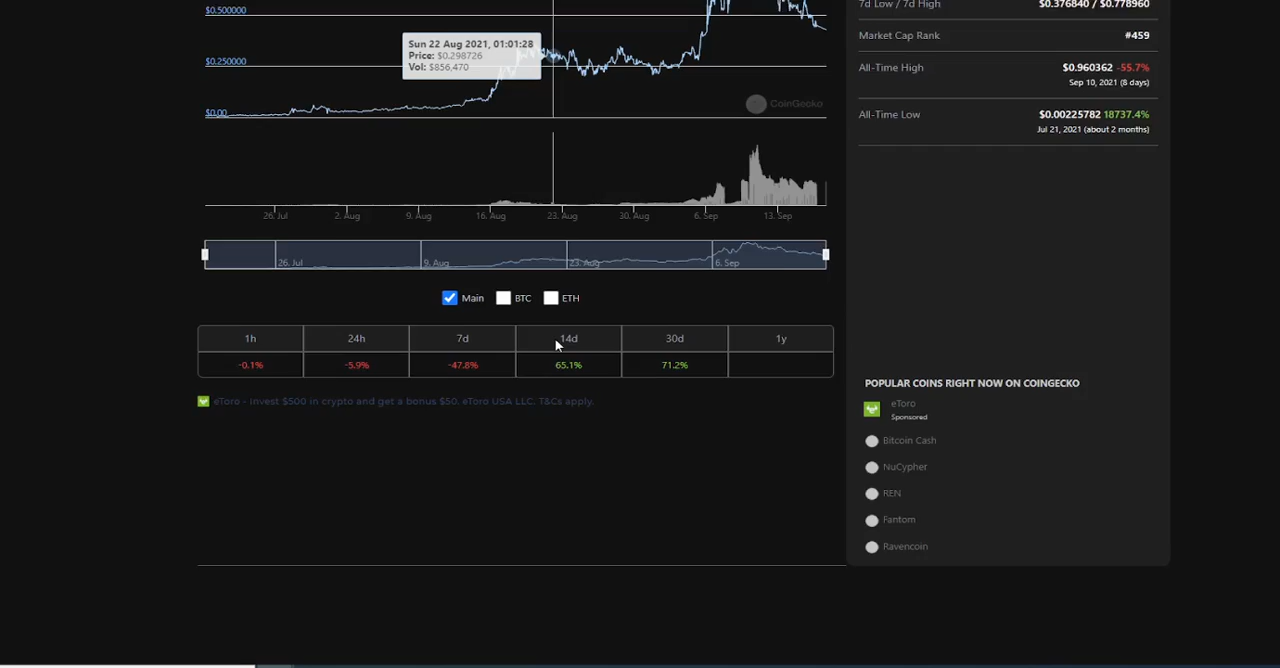 $0.500000
7d Low / 7d High
$0.376840 / $0.778960
Market Cap Rank
#459
Sun 22 Aug 2021, 01:01:28
Price: $0.298726
Vol: $856,470
$0.250000
All-Time High
$0.960362 -55.7%
Sep 10, 2021 (8 days)
CoinGecko
$0.00
All-Time Low
$0.00225782 18737.4%
Jul 21, 2021 (about 2 months)
26. Jul
2. Aug
9. Aug
16. Aug
23. Aug
30. Aug
6. Sep
13. Sep
26. Jul
9. Aug
23. Aug
6. Sep
Main
BTC
ETH
1h
24h
7d
14d
30d
1y
-0.1%
-5.9%
-47.8%
65.1%
71.2%
eToro - Invest $500 in crypto and get a bonus $50. eToro USA LLC. T&Cs apply.
POPULAR COINS RIGHT NOW ON COINGECKO
eToro
Sponsored
Bitcoin Cash
NuCypher
REN
Fantom
Ravencoin